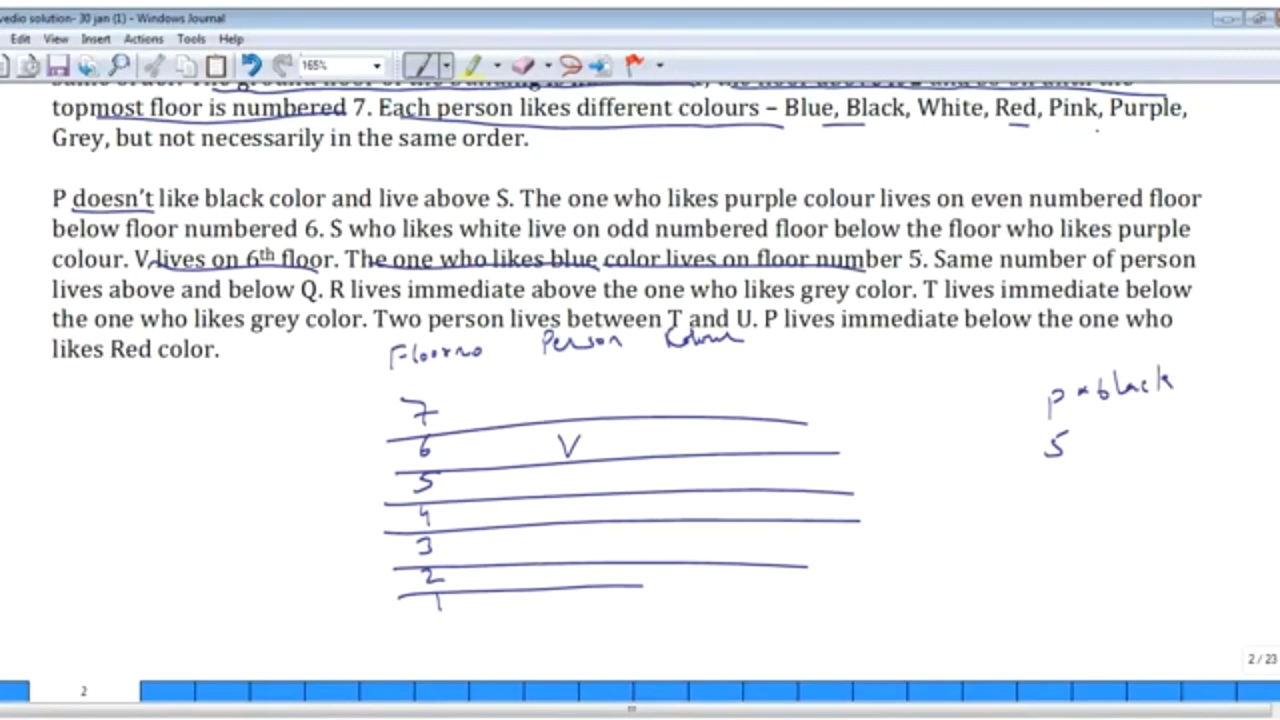 vedio solution- 30 jan (1) - Windows Journal
Edit View Insert Actions Tools Help
165%
topmost floor is numbered 7. Each person likes different colours – Blue, Black, White, Red, Pink, Purple,
Grey, but not necessarily in the same order.
P doesn't like black color and live above S. The one who likes purple colour lives on even numbered floor
below floor numbered 6. S who likes white live on odd numbered floor below the floor who likes purple
colour. V lives on 6th floor. The one who likes blue color lives on floor number 5. Same number of person
lives above and below Q. R lives immediate above the one who likes grey color. T lives immediate below
the one who likes grey color. Two person lives between T and U. P lives immediate below the one who
likes Red color.
Floor no Person Colour
7
6 V
5
4
3
2
1
P × black
S
2 / 23
2